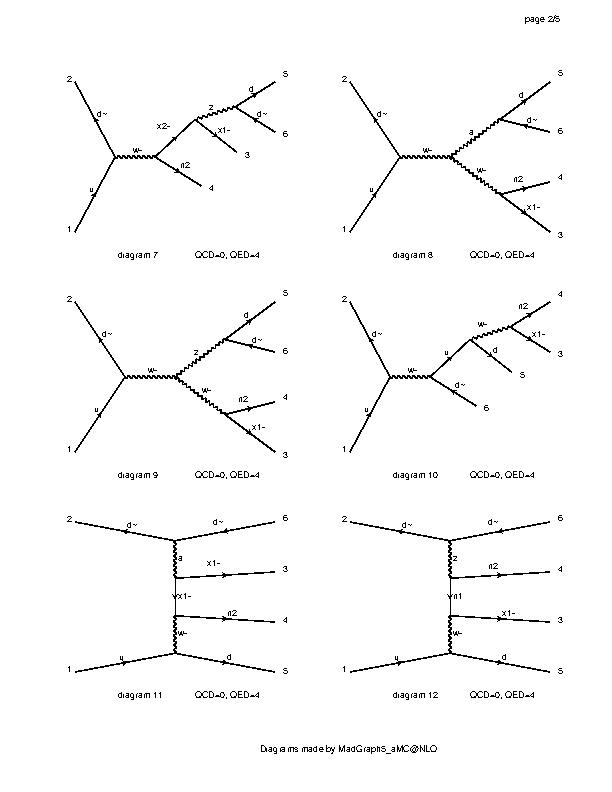 page 2/5
2
5
d~
x2-
z
d
d~
w-
x1-
6
3
n2
u
4
1
diagram 7 QCD=0, QED=4
2
5
d~
d
a
d~
6
w-
w-
n2
4
u
x1-
1
3
diagram 8 QCD=0, QED=4
2
5
d~
d
z
d~
6
w-
w-
n2
4
u
x1-
1
3
diagram 9 QCD=0, QED=4
2
4
n2
w-
d~
x1-
u
3
d
w-
5
d~
u
6
1
diagram 10 QCD=0, QED=4
2
d~
d~
6
a
x1-
3
x1-
n2
4
w-
u
d
1
5
diagram 11 QCD=0, QED=4
2
d~
d~
6
z
n2
4
n1
x1-
3
w-
u
d
1
5
diagram 12 QCD=0, QED=4
Diagrams made by MadGraph5_aMC@NLO